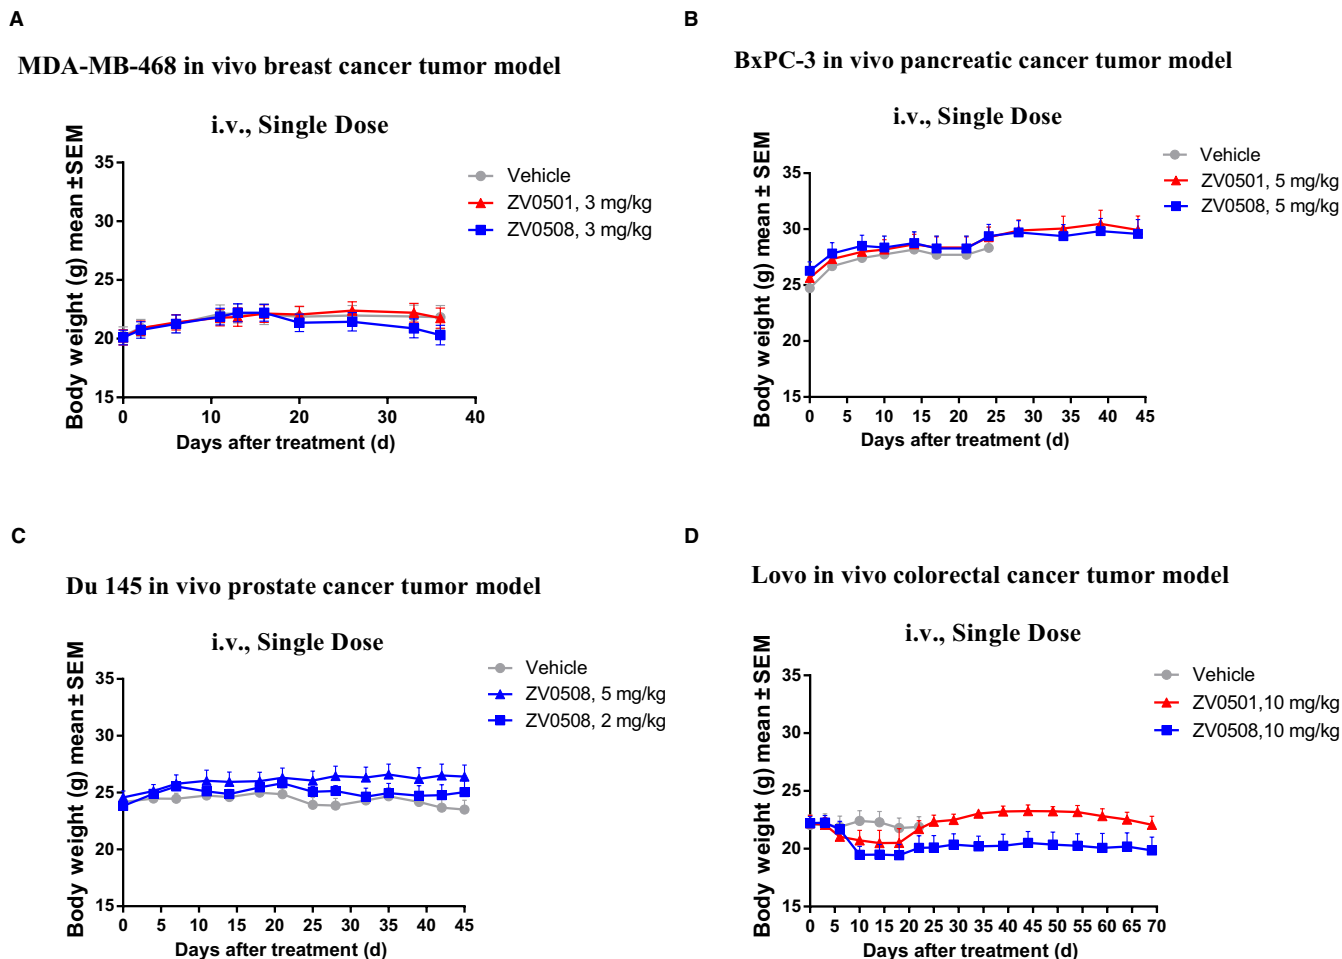 A
MDA-MB-468 in vivo breast cancer tumor model
i.v., Single Dose
Body weight (g) mean ±SEM
35
30
25
20
15
0 10 20 30 40
Days after treatment (d)
Vehicle
ZV0501, 3 mg/kg
ZV0508, 3 mg/kg
B
BxPC-3 in vivo pancreatic cancer tumor model
i.v., Single Dose
Body weight (g) mean ± SEM
35
30
25
20
15
0 5 10 15 20 25 30 35 40 45
Days after treatment (d)
Vehicle
ZV0501, 5 mg/kg
ZV0508, 5 mg/kg
C
Du 145 in vivo prostate cancer tumor model
i.v., Single Dose
Body weight (g) mean ± SEM
35
30
25
20
15
0 5 10 15 20 25 30 35 40 45
Days after treatment (d)
Vehicle
ZV0508, 5 mg/kg
ZV0508, 2 mg/kg
D
Lovo in vivo colorectal cancer tumor model
i.v., Single Dose
Body weight (g) mean ± SEM
35
30
25
20
15
0 5 10 15 20 25 30 35 40 45 50 55 60 65 70
Days after treatment (d)
Vehicle
ZV0501,10 mg/kg
ZV0508,10 mg/kg